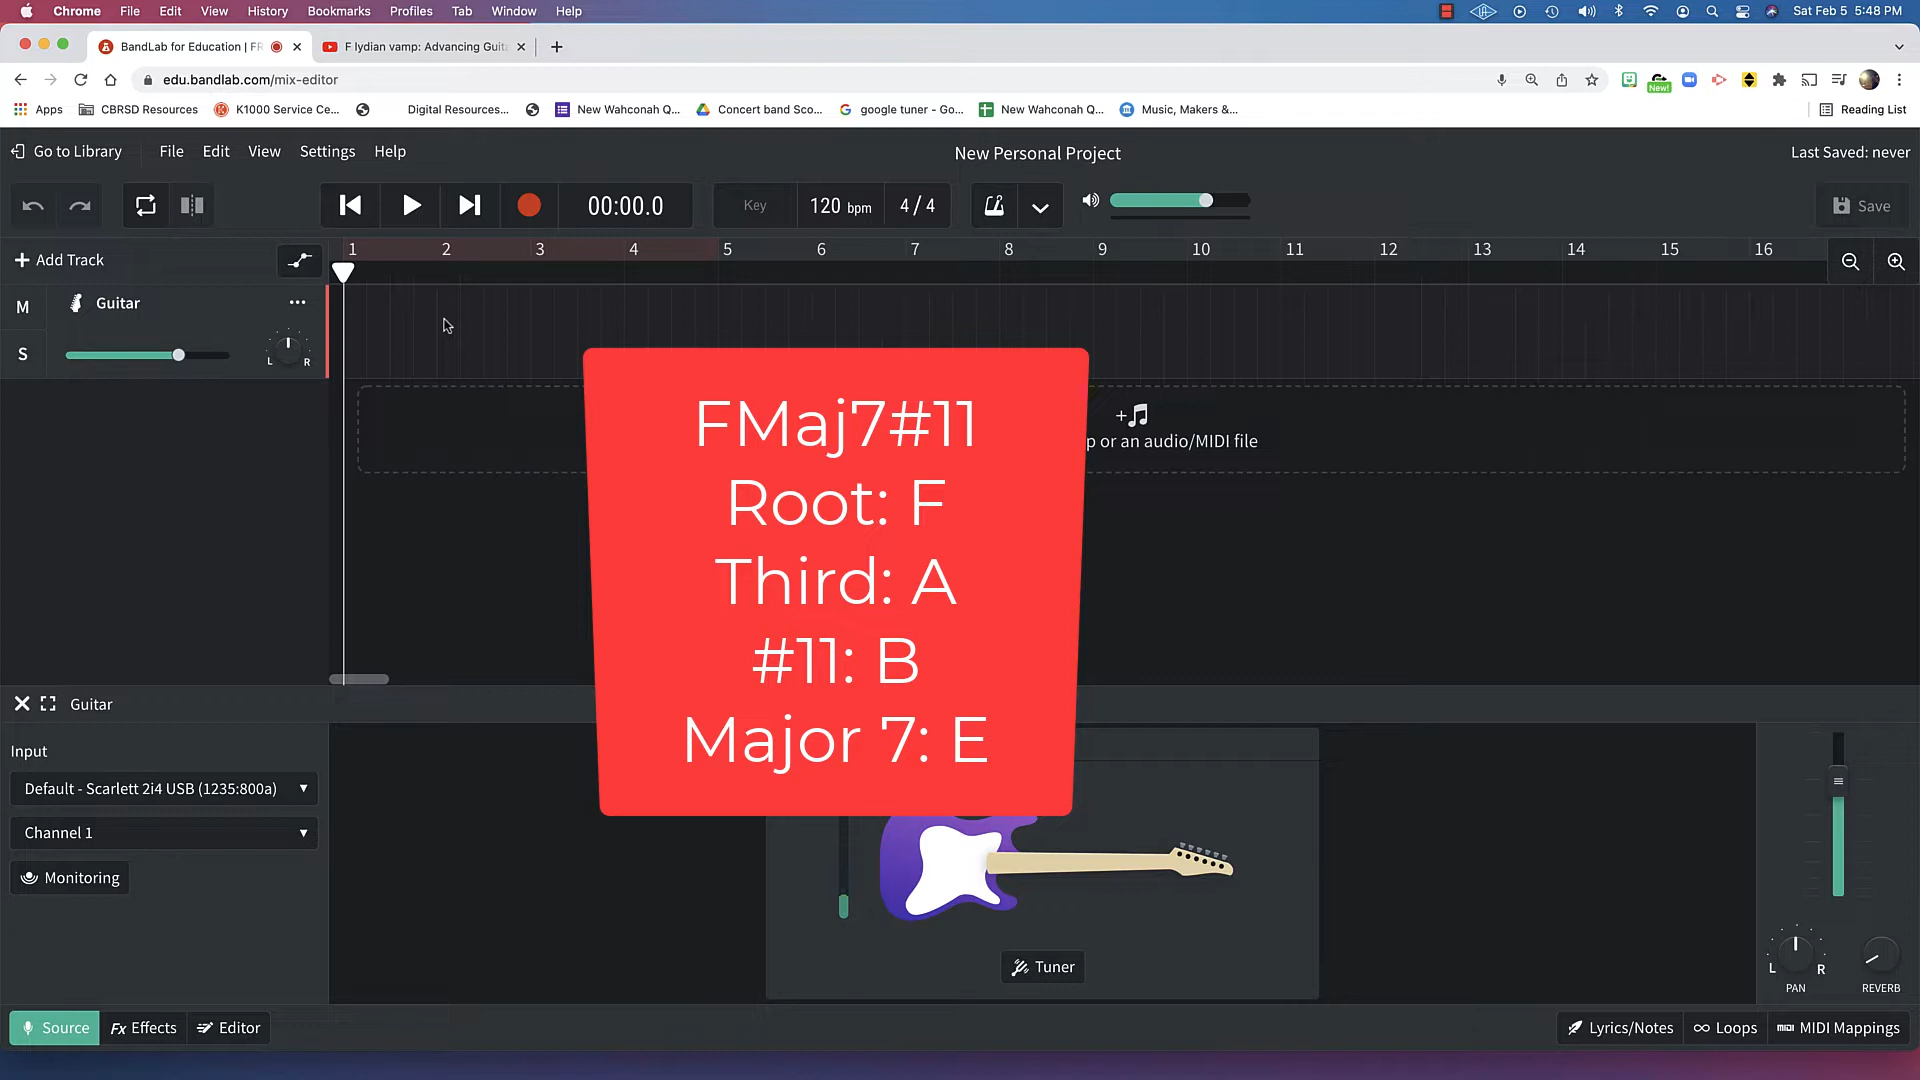 Chrome File Edit View History Bookmarks Profiles Tab Window Help Sat Feb 5 5:48 PM
BandLab for Education | FR F lydian vamp: Advancing Guit
edu.bandlab.com/mix-editor
Apps CBRSD Resources K1000 Service Ce... Digital Resources... New Wahconah Q... Concert band Sco... google tuner - Go... New Wahconah Q... Music, Makers &... Reading List
New!
Go to Library File Edit View Settings Help New Personal Project Last Saved: never
00:00.0 Key 120 bpm 4 / 4 Save
Add Track 1 2 3 4 5 6 7 8 9 10 11 12 13 14 15 16
M Guitar ...
S L R
p or an audio/MIDI file
FMaj7#11
Root: F
Third: A
#11: B
Major 7: E
Guitar
Input
Default - Scarlett 2i4 USB (1235:800a)
Channel 1
Monitoring
Tuner
L R
PAN REVERB
Source Fx Effects Editor Lyrics/Notes Loops MIDI MIDI Mappings